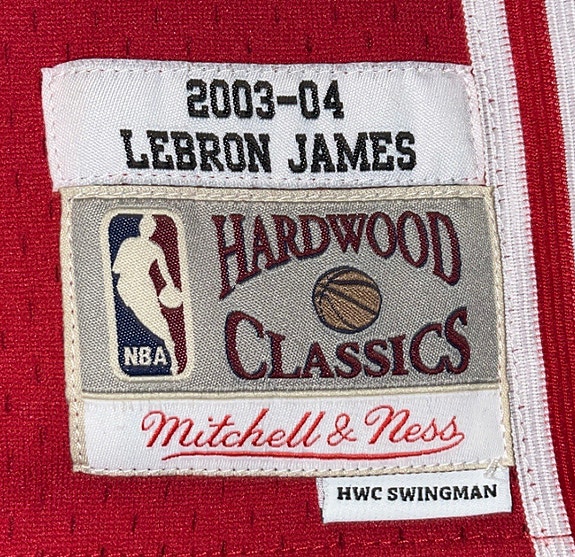 2003-04
LEBRON JAMES
HARDWOOD
CLASSICS
NBA
Mitchell & Ness
HWC SWINGMAN